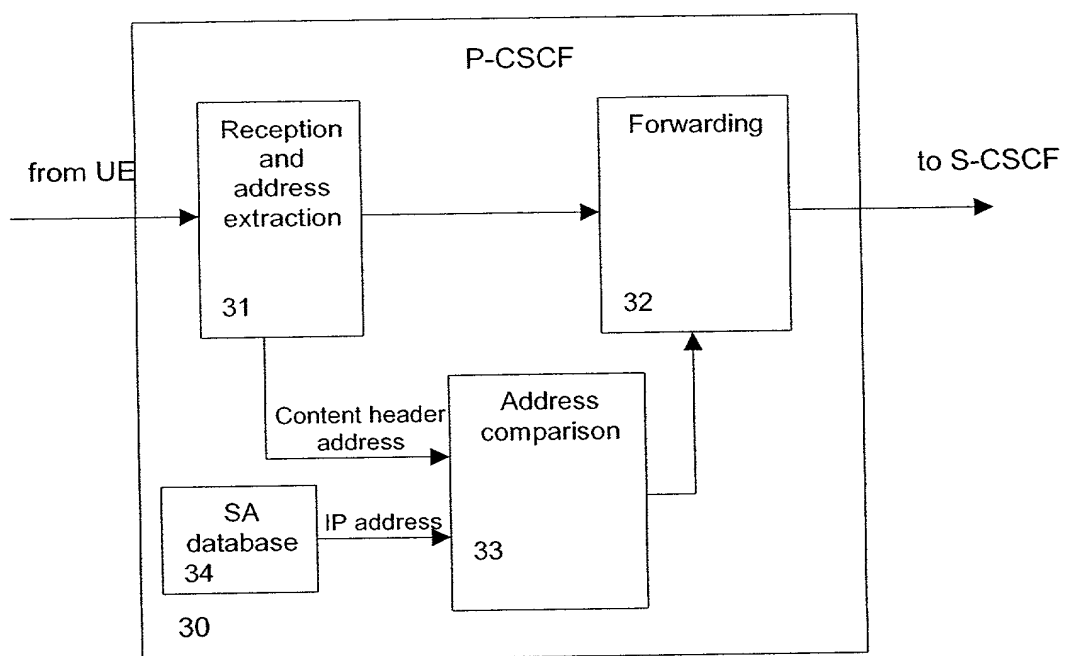 P-CSCF
from UE
Reception
and
address
extraction
31
Forwarding
32
to S-CSCF
Content header
address
Address
comparison
33
SA
database
34
IP address
30